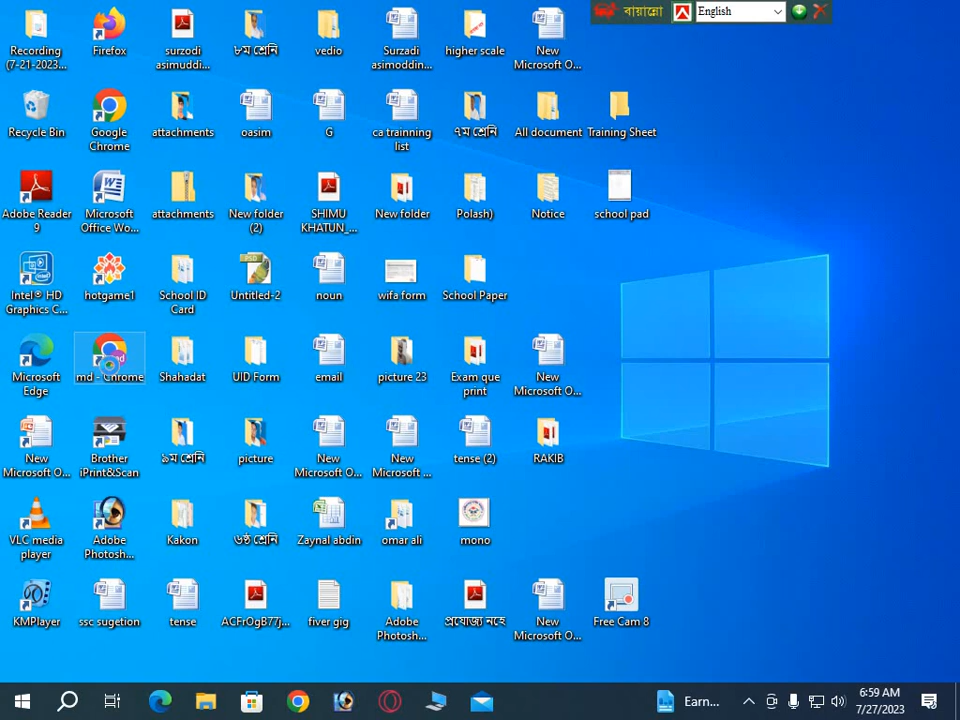 বায়ান্নো
English
Recording
(7-21-2023...
Firefox
surzodi
asimuddi...
৮ম শ্রেনি
vedio
Surzadi
asimoddin...
higher scale
New
Microsoft O...
Recycle Bin
Google
Chrome
attachments
oasim
G
ca trainning
list
৭ম শ্রেনি
All document
Training Sheet
Adobe Reader
9
Microsoft
Office Wo...
attachments
New folder
(2)
SHIMU
KHATUN_...
New folder
Polash)
Notice
school pad
Intel® HD
Graphics C...
hotgame1
School ID
Card
Untitled-2
noun
wifa form
School Paper
Microsoft
Edge
md - Chrome
Shahadat
UID Form
email
picture 23
Exam que
print
New
Microsoft O...
New
Microsoft O...
Brother
iPrint&Scan
৯ম শ্রেনি
picture
New
Microsoft O...
New
Microsoft ...
tense (2)
RAKIB
VLC media
player
Adobe
Photosh...
Kakon
৬ষ্ঠ শ্রেনি
Zaynal abdin
omar ali
mono
KMPlayer
ssc sugetion
tense
ACFrOgB77j...
fiver gig
Adobe
Photosh...
প্রযোজ্য নহে
New
Microsoft O...
Free Cam 8
Earn...
6:59 AM
7/27/2023